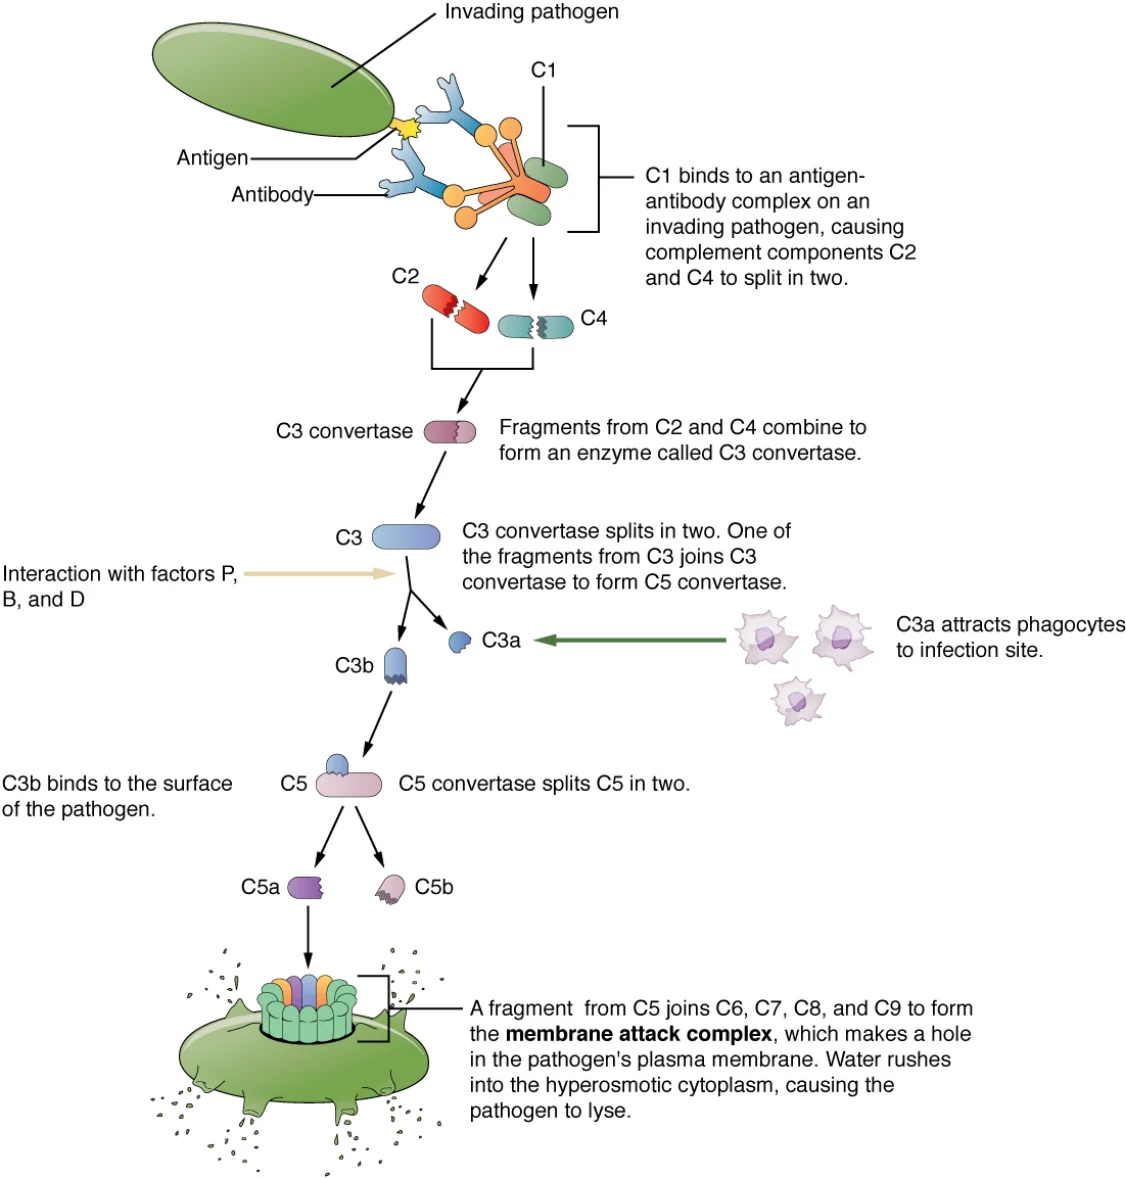 Invading pathogen
C1
Antigen
Antibody
C1 binds to an antigen-
antibody complex on an
invading pathogen, causing
complement components C2
and C4 to split in two.
C2
C4
C3 convertase
Fragments from C2 and C4 combine to
form an enzyme called C3 convertase.
C3
C3 convertase splits in two. One of
the fragments from C3 joins C3
convertase to form C5 convertase.
Interaction with factors P,
B, and D
C3a
C3a attracts phagocytes
to infection site.
C3b
C3b binds to the surface
of the pathogen.
C5
C5 convertase splits C5 in two.
C5a
C5b
A fragment from C5 joins C6, C7, C8, and C9 to form
the membrane attack complex, which makes a hole
in the pathogen's plasma membrane. Water rushes
into the hyperosmotic cytoplasm, causing the
pathogen to lyse.